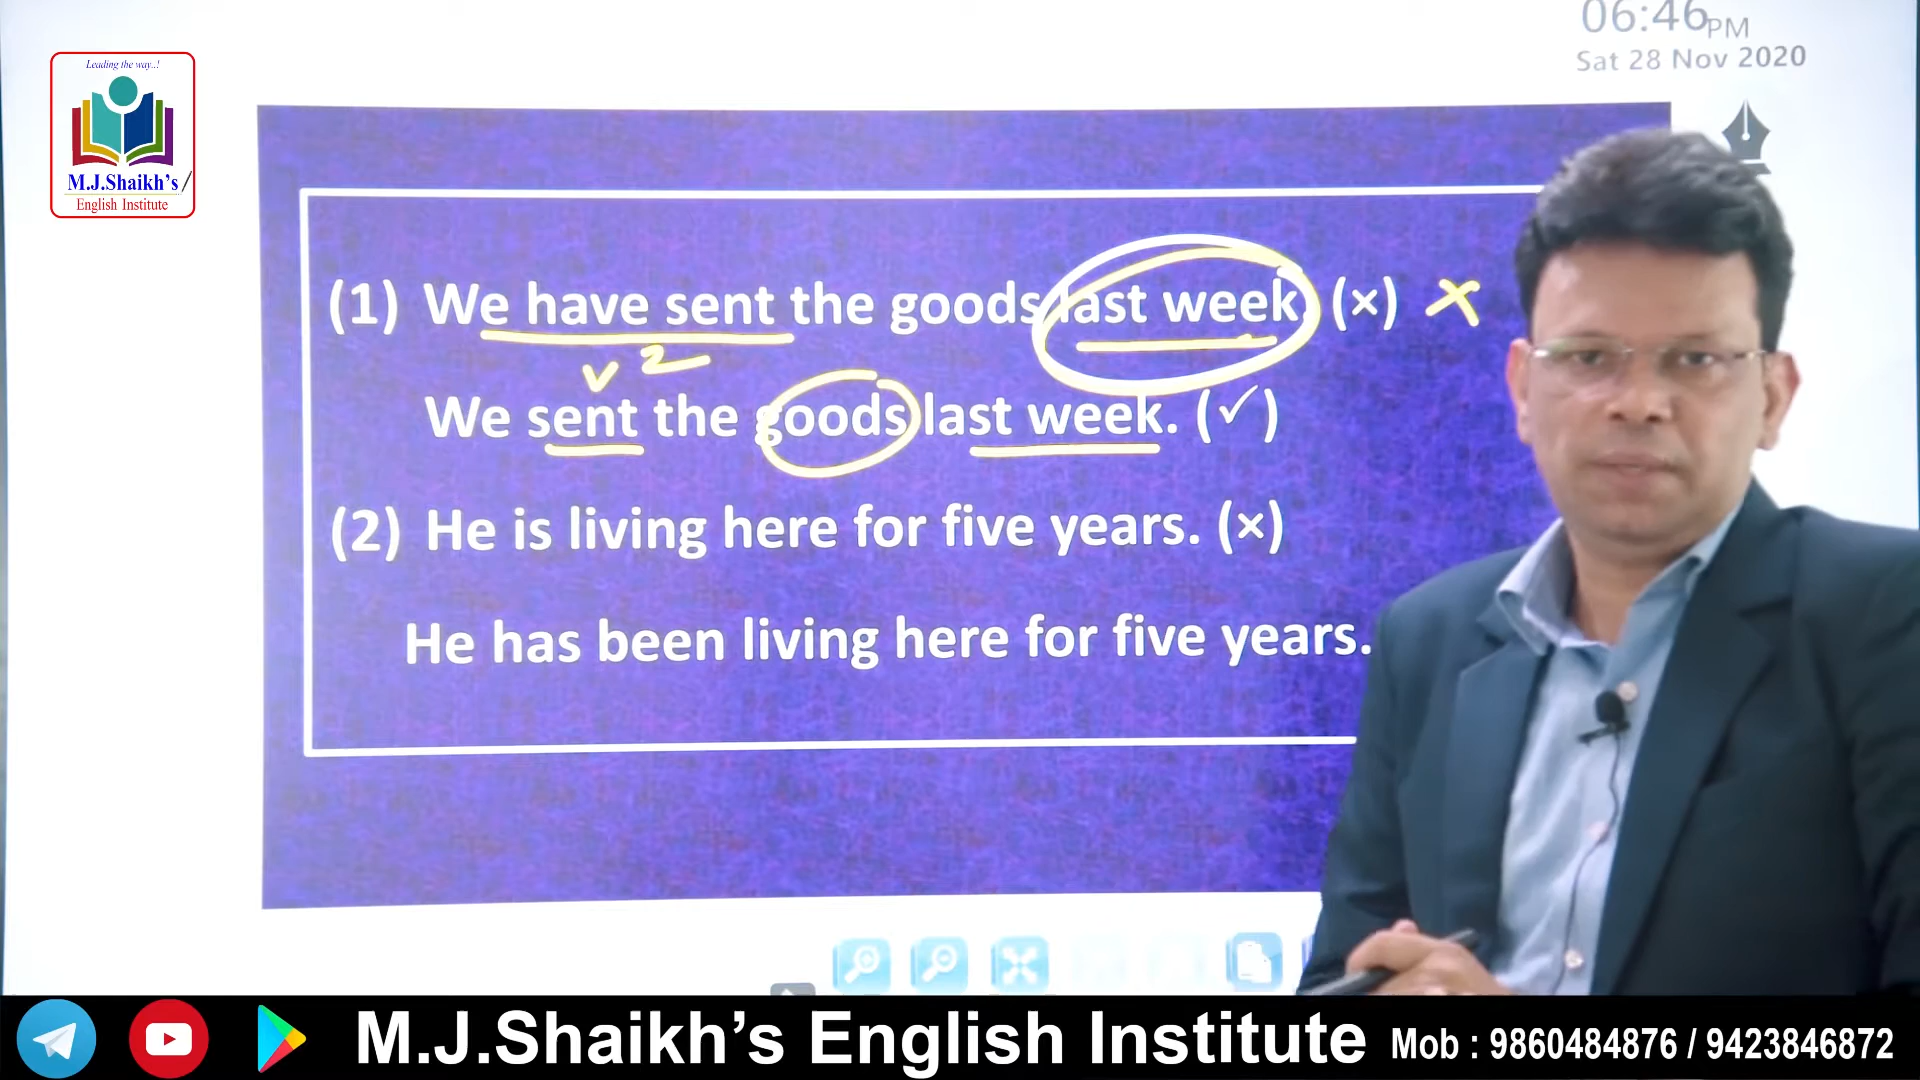 06:46PM
Sat 28 Nov 2020
Leading the way..!
M.J.Shaikh's
English Institute
(1) We have sent the goods last week. (×) ×
v 2
We sent the goods last week. (✓)
(2) He is living here for five years. (×)
He has been living here for five years.
M.J.Shaikh's English Institute Mob : 9860484876 / 9423846872